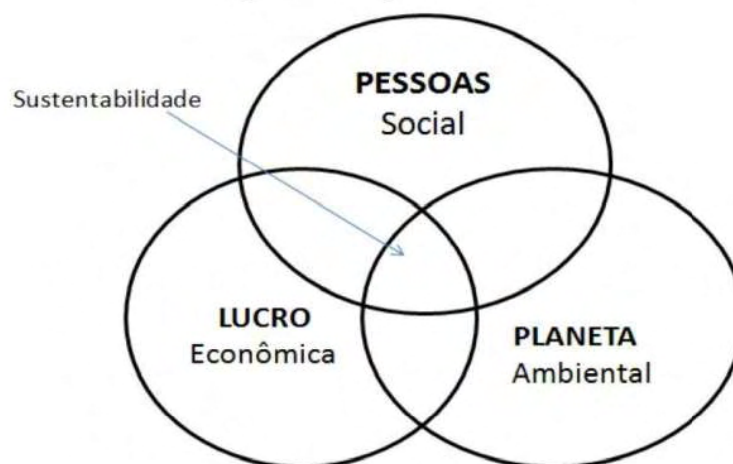 PESSOAS
Social
Sustentabilidade
LUCRO
Econômica
PLANETA
Ambiental